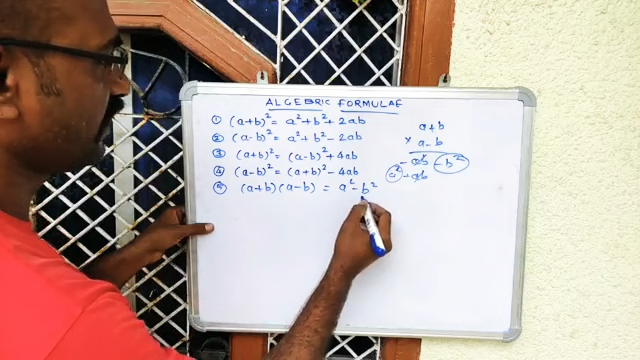 ALGEBRIC FORMULAE
① (a+b)² = a²+b²+2ab
② (a-b)² = a²+b²-2ab
③ (a+b)² = (a-b)²+4ab
④ (a-b)² = (a+b)²-4ab
⑤ (a+b)(a-b) = a²-b²
a+b
× a-b
-ab -b²
a² +ab